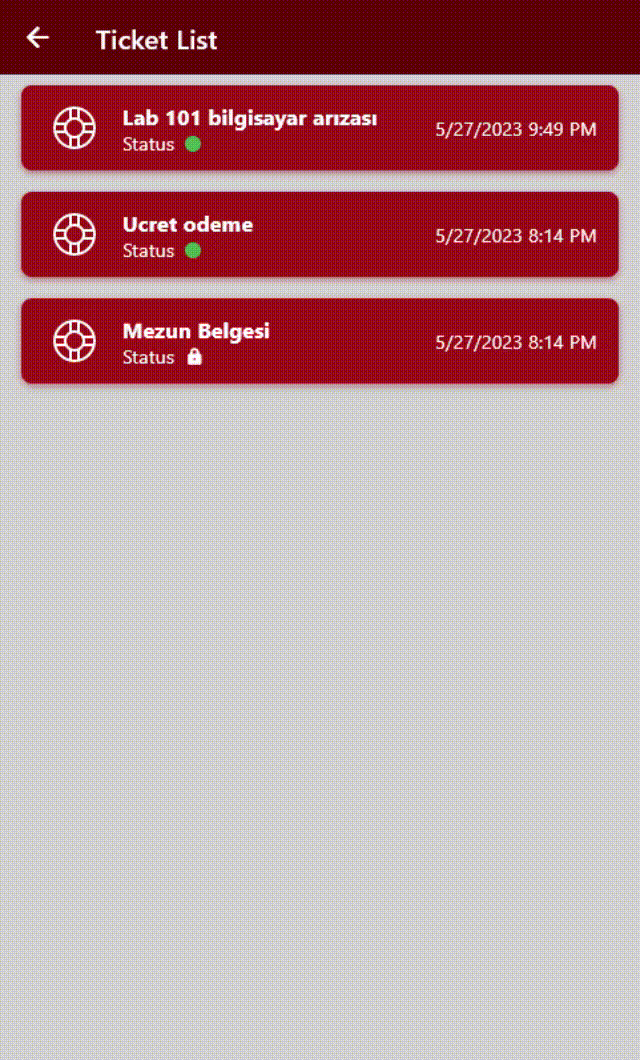 Ticket List
Lab 101 bilgisayar arızası
Status
5/27/2023 9:49 PM
Ucret odeme
Status
5/27/2023 8:14 PM
Mezun Belgesi
Status
5/27/2023 8:14 PM